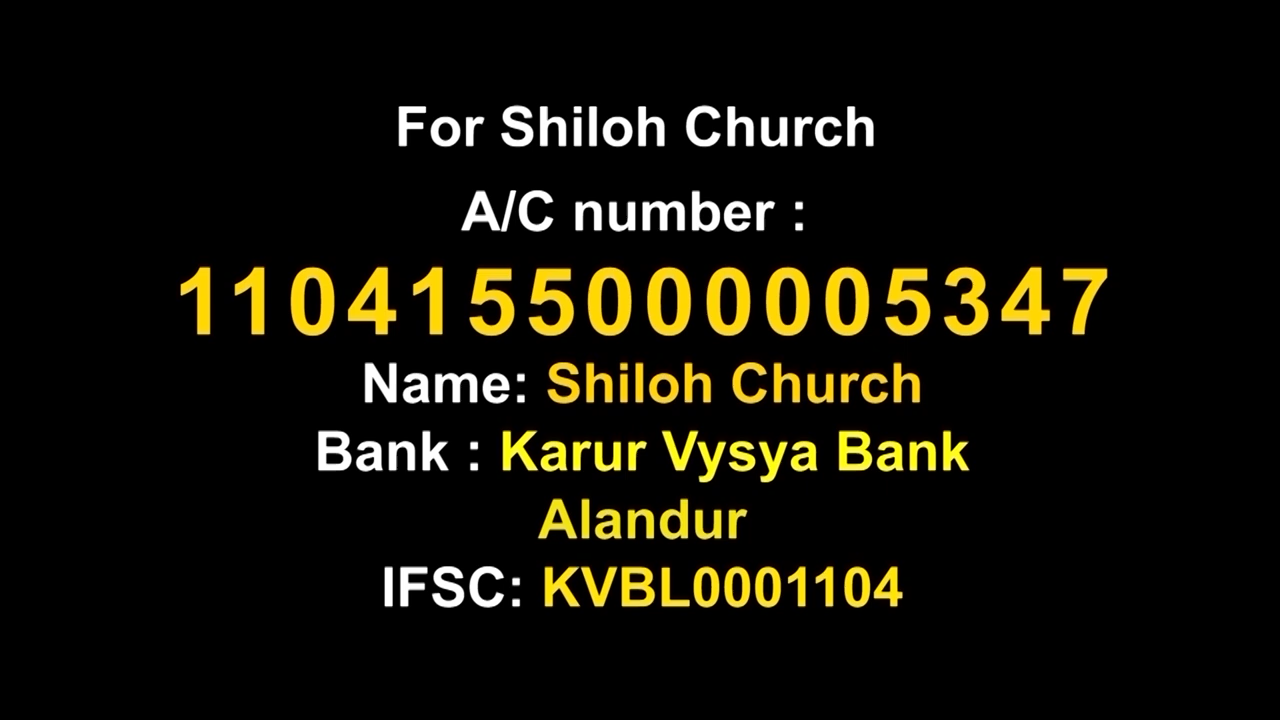 For Shiloh Church
A/C number :
1104155000005347
Name: Shiloh Church
Bank : Karur Vysya Bank
Alandur
IFSC: KVBL0001104